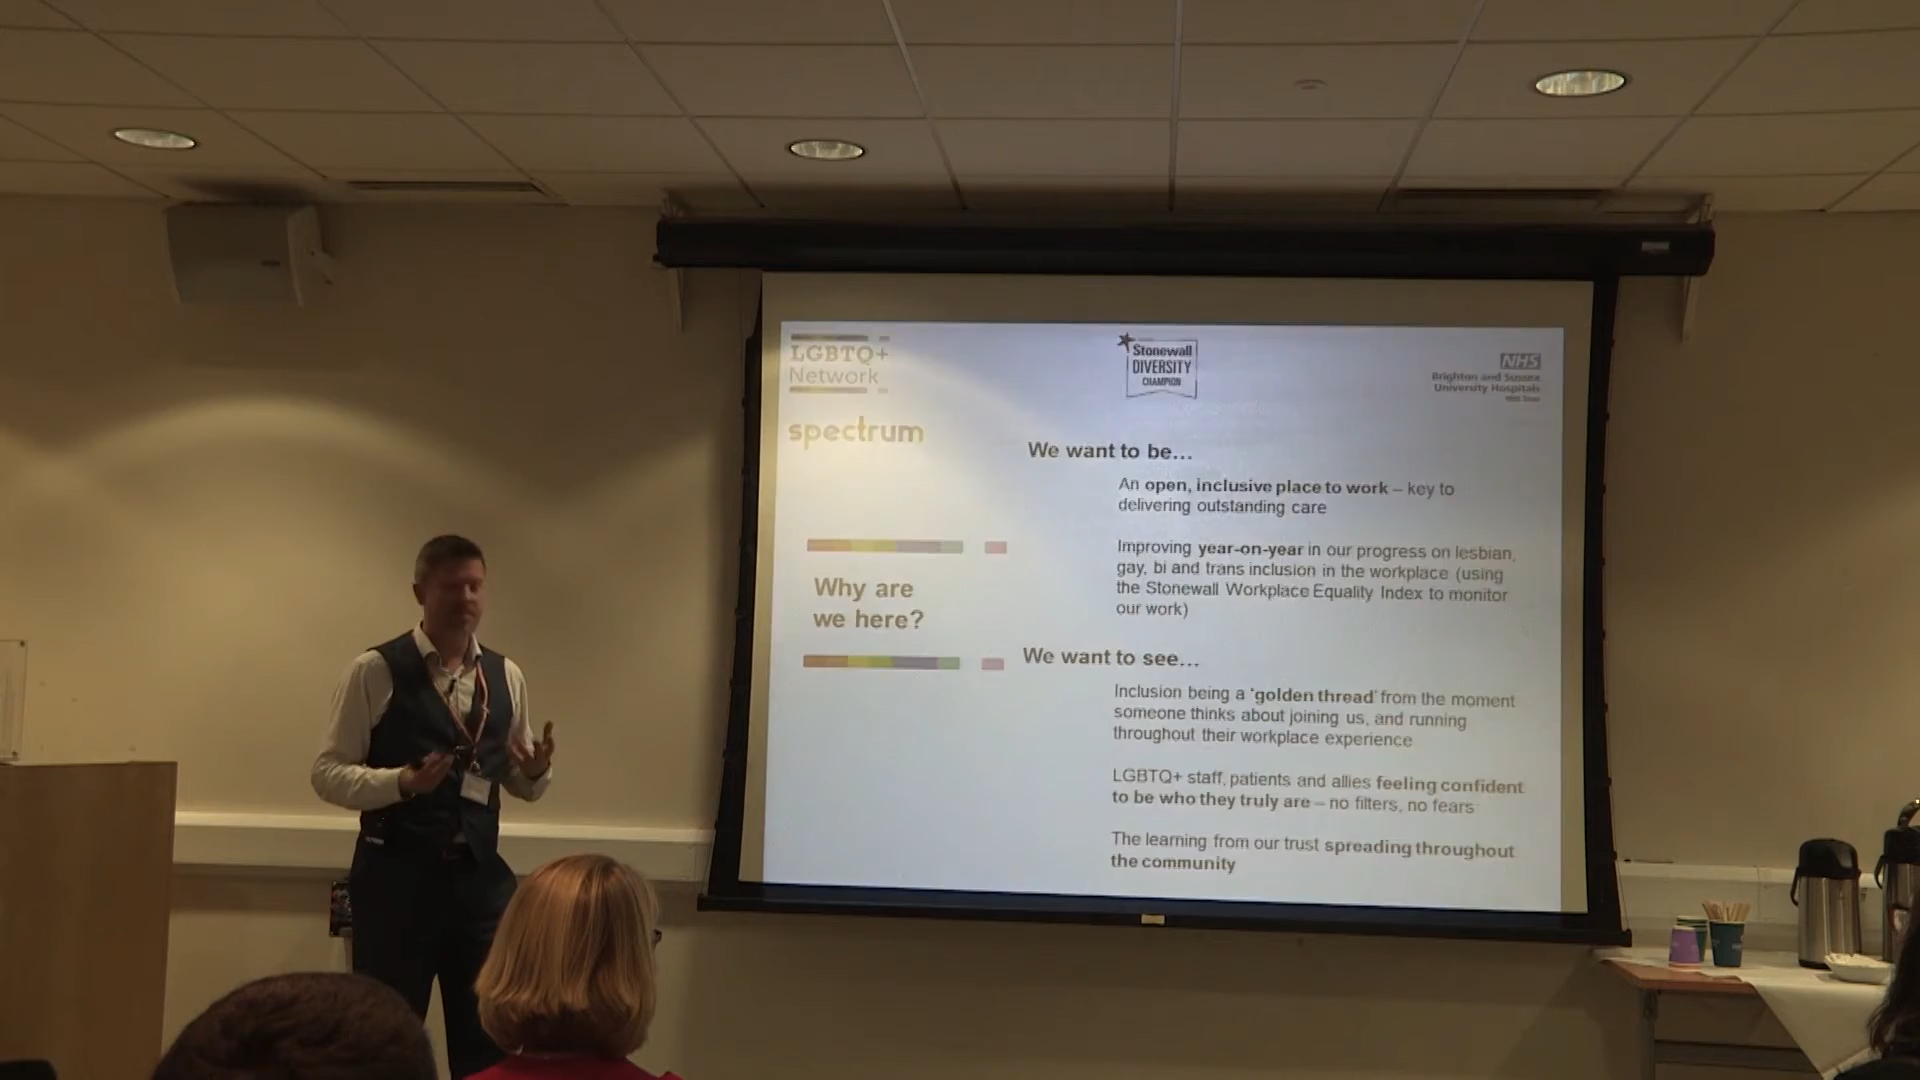 LGBTQ+
Network
spectrum
Stonewall
DIVERSITY
CHAMPION
NHS
Brighton and Sussex
University Hospitals
NHS Trust
Why are
we here?
We want to be...
An open, inclusive place to work – key to
delivering outstanding care
Improving year-on-year in our progress on lesbian,
gay, bi and trans inclusion in the workplace (using
the Stonewall Workplace Equality Index to monitor
our work)
We want to see...
Inclusion being a 'golden thread' from the moment
someone thinks about joining us, and running
throughout their workplace experience
LGBTQ+ staff, patients and allies feeling confident
to be who they truly are – no filters, no fears
The learning from our trust spreading throughout
the community